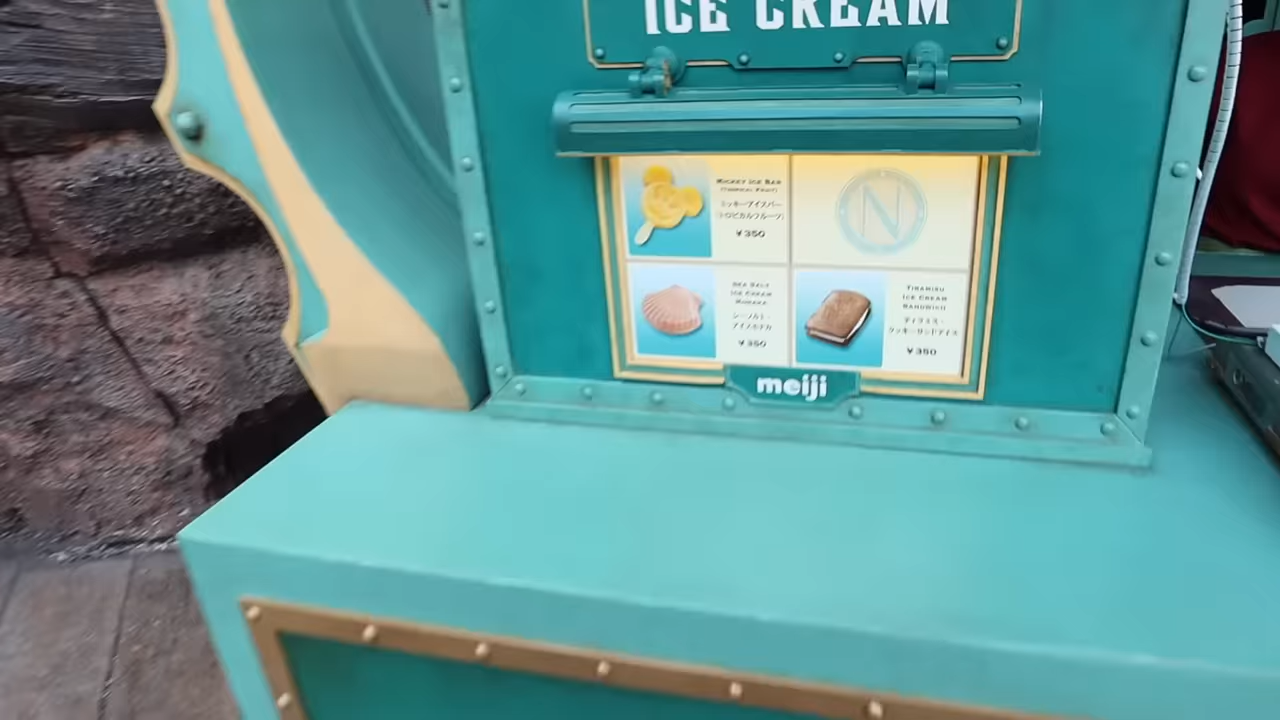 ICE CREAM
MICKEY ICE BAR
(TROPICAL FRUIT)
ミッキーアイスバー
(トロピカルフルーツ)
￥350
N
SEA SALT
ICE CREAM
MONAKA
シーソルト・
アイスモナカ
￥350
TIRAMISU
ICE CREAM
SANDWICH
ティラミス・
クッキーサンドアイス
￥350
meiji